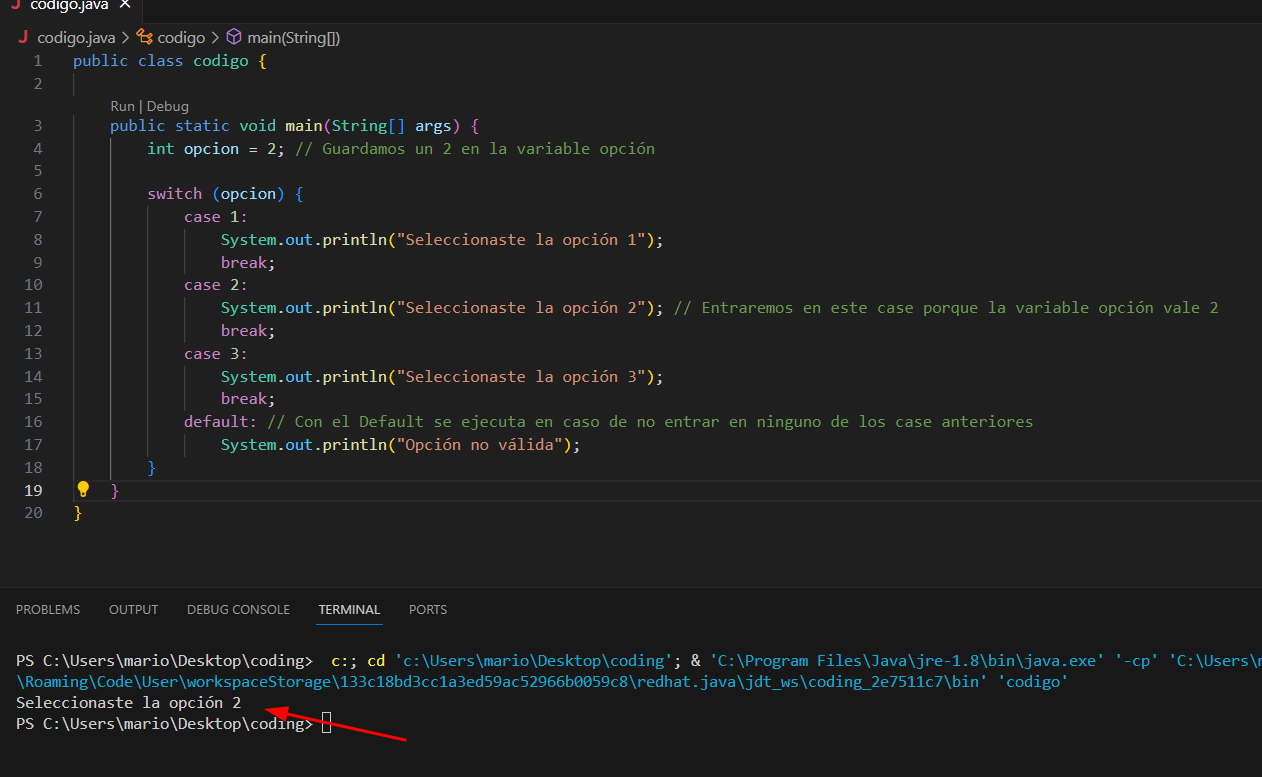 codigo.java ×
J codigo.java > codigo > main(String[])
1 public class codigo {
2
Run | Debug
3 public static void main(String[] args) {
4 int opcion = 2; // Guardamos un 2 en la variable opción
5
6 switch (opcion) {
7 case 1:
8 System.out.println("Seleccionaste la opción 1");
9 break;
10 case 2:
11 System.out.println("Seleccionaste la opción 2"); // Entraremos en este case porque la variable opción vale 2
12 break;
13 case 3:
14 System.out.println("Seleccionaste la opción 3");
15 break;
16 default: // Con el Default se ejecuta en caso de no entrar en ninguno de los case anteriores
17 System.out.println("Opción no válida");
18 }
19 }
20 }
PROBLEMS OUTPUT DEBUG CONSOLE TERMINAL PORTS
PS C:\Users\mario\Desktop\coding> c:; cd 'c:\Users\mario\Desktop\coding'; & 'C:\Program Files\Java\jre-1.8\bin\java.exe' '-cp' 'C:\Users\
\Roaming\Code\User\workspaceStorage\133c18bd3cc1a3ed59ac52966b0059c8\redhat.java\jdt_ws\coding_2e7511c7\bin' 'codigo'
Seleccionaste la opción 2
PS C:\Users\mario\Desktop\coding>